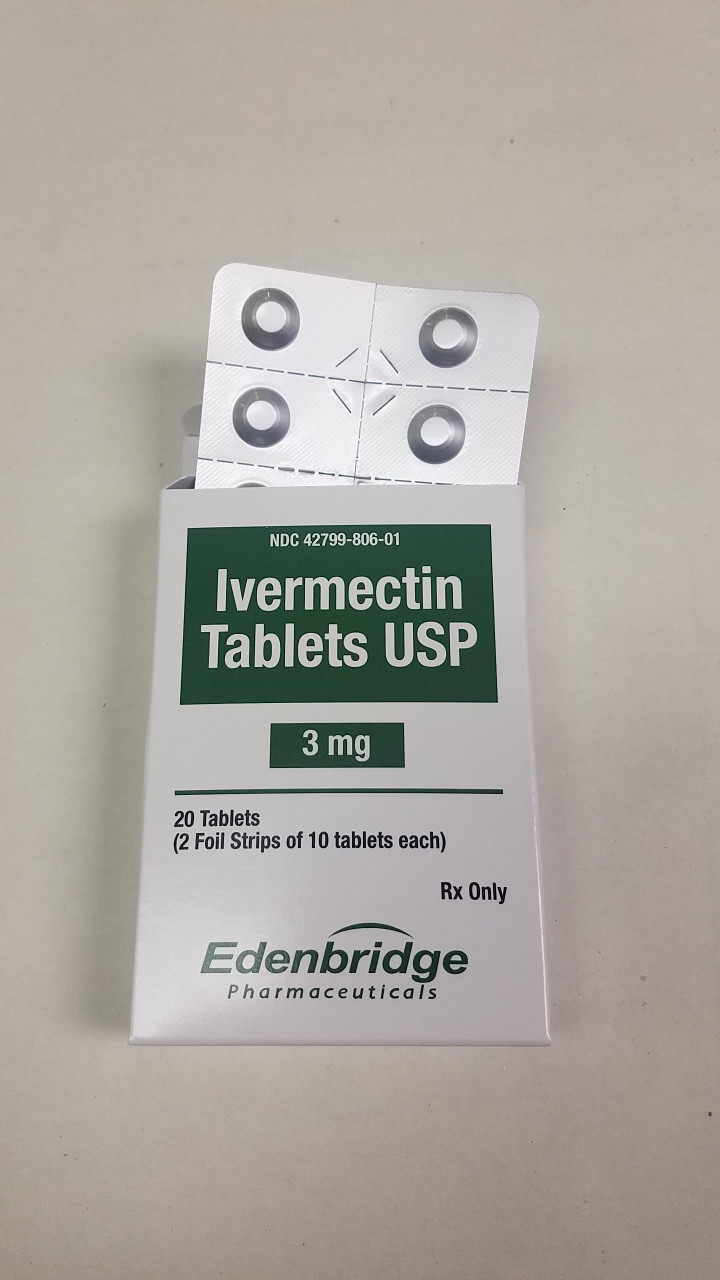 NDC 42799-806-01
Ivermectin
Tablets USP
3 mg
20 Tablets
(2 Foil Strips of 10 tablets each)
Rx Only
Edenbridge
Pharmaceuticals